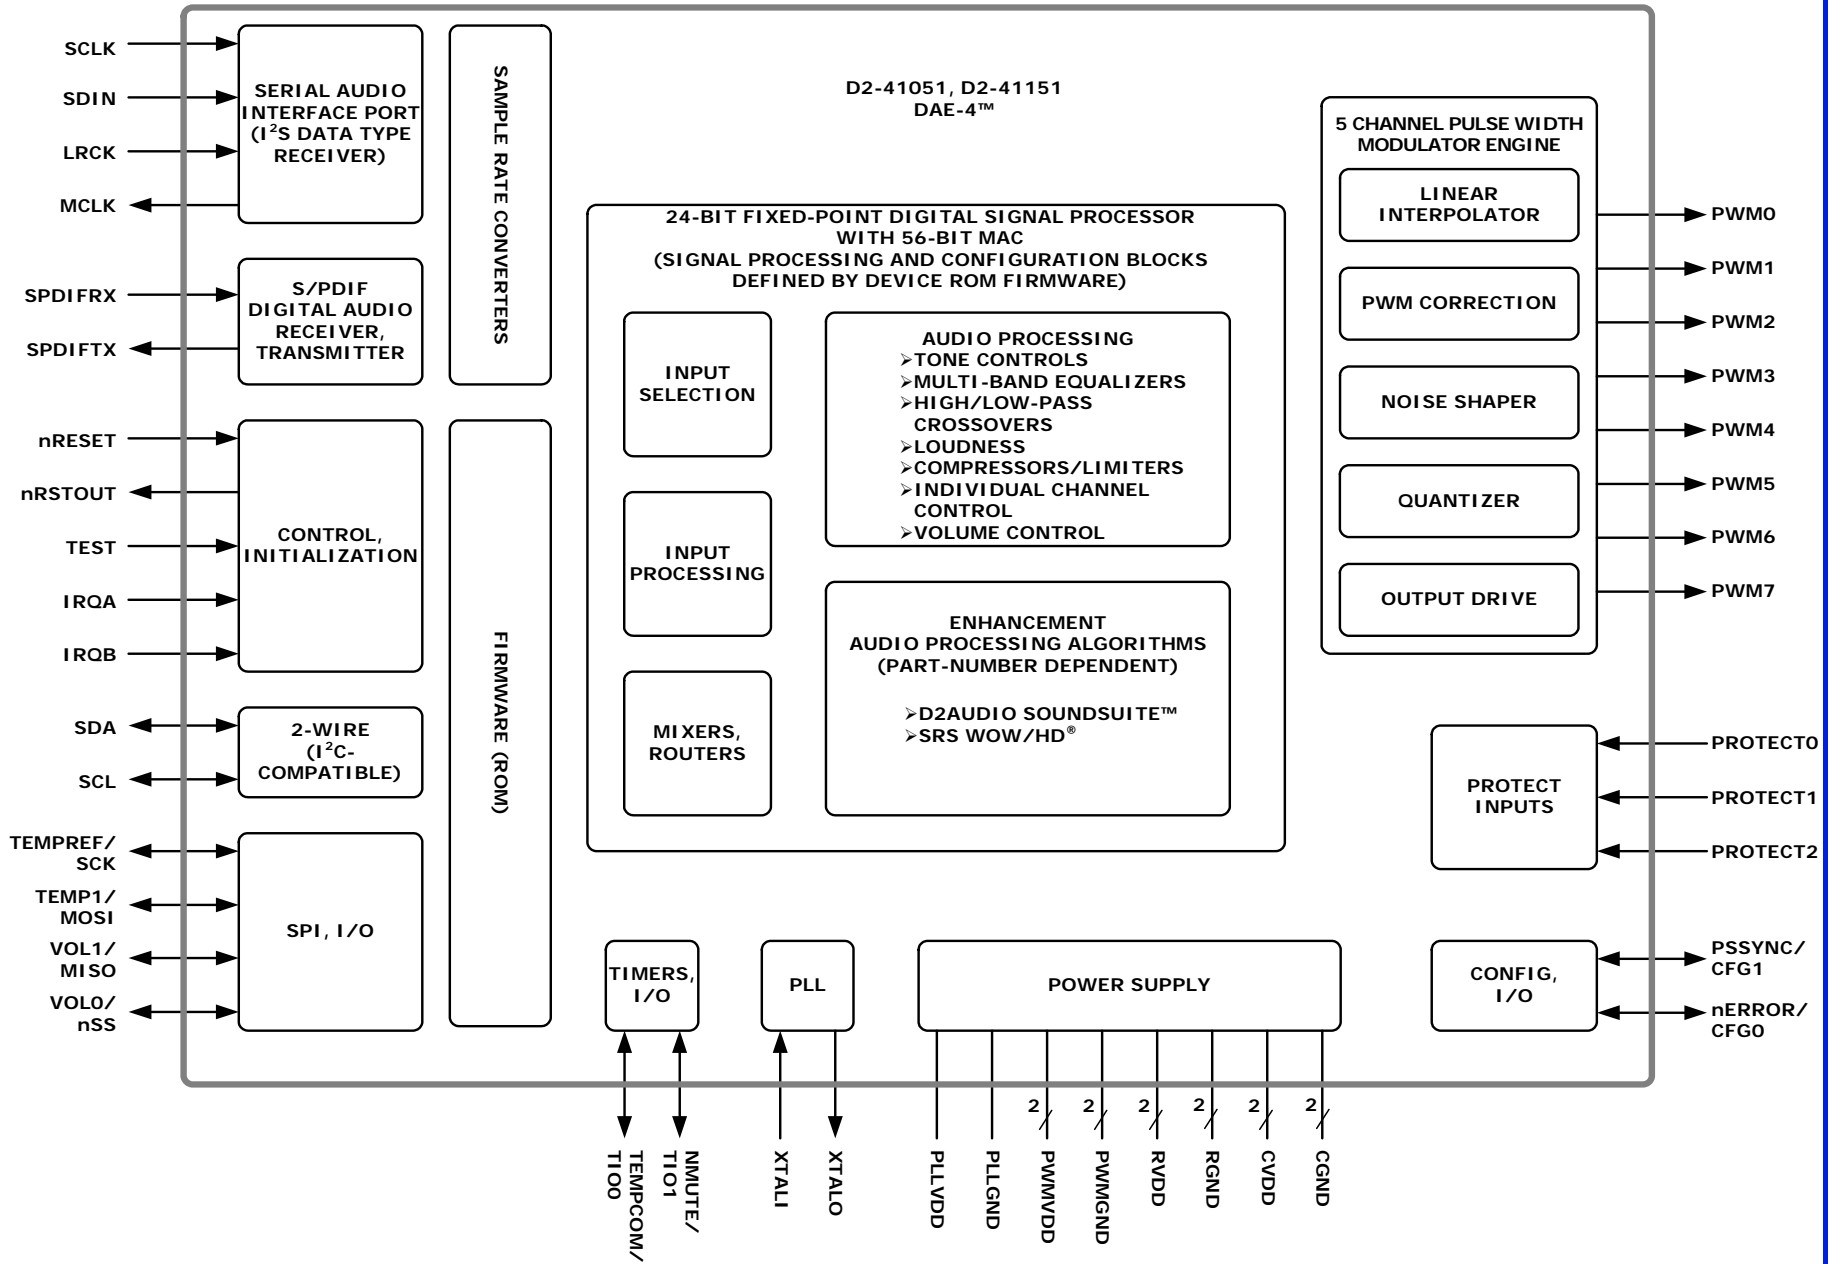 SCLK
SDIN
LRCK
MCLK
SERIAL AUDIO
INTERFACE PORT
(I²S DATA TYPE
RECEIVER)
SPDIFRX
SPDIFTX
S/PDIF
DIGITAL AUDIO
RECEIVER,
TRANSMITTER
SAMPLE RATE CONVERTERS
nRESET
nRSTOUT
TEST
IRQA
IRQB
CONTROL,
INITIALIZATION
SDA
SCL
2-WIRE
(I²C-
COMPATIBLE)
TEMPREF/
SCK
TEMP1/
MOSI
VOL1/
MISO
VOL0/
nSS
SPI, I/O
FIRMWARE (ROM)
D2-41051, D2-41151
DAE-4™
24-BIT FIXED-POINT DIGITAL SIGNAL PROCESSOR
WITH 56-BIT MAC
(SIGNAL PROCESSING AND CONFIGURATION BLOCKS
DEFINED BY DEVICE ROM FIRMWARE)
INPUT
SELECTION
INPUT
PROCESSING
MIXERS,
ROUTERS
AUDIO PROCESSING
➢TONE CONTROLS
➢MULTI-BAND EQUALIZERS
➢HIGH/LOW-PASS
CROSSOVERS
➢LOUDNESS
➢COMPRESSORS/LIMITERS
➢INDIVIDUAL CHANNEL
CONTROL
➢VOLUME CONTROL
ENHANCEMENT
AUDIO PROCESSING ALGORITHMS
(PART-NUMBER DEPENDENT)
➢D2AUDIO SOUNDSUITE™
➢SRS WOW/HD®
5 CHANNEL PULSE WIDTH
MODULATOR ENGINE
LINEAR
INTERPOLATOR
PWM CORRECTION
NOISE SHAPER
QUANTIZER
OUTPUT DRIVE
PWM0
PWM1
PWM2
PWM3
PWM4
PWM5
PWM6
PWM7
PROTECT
INPUTS
PROTECT0
PROTECT1
PROTECT2
CONFIG,
I/O
PSSYNC/
CFG1
nERROR/
CFG0
TIMERS,
I/O
PLL
POWER SUPPLY
2
2
2
2
2
2
TEMPCOM/
TIO0
NMUTE/
TIO1
XTALI
XTALO
PLLVDD
PLLGND
PWMVDD
PWMGND
RVDD
RGND
CVDD
CGND